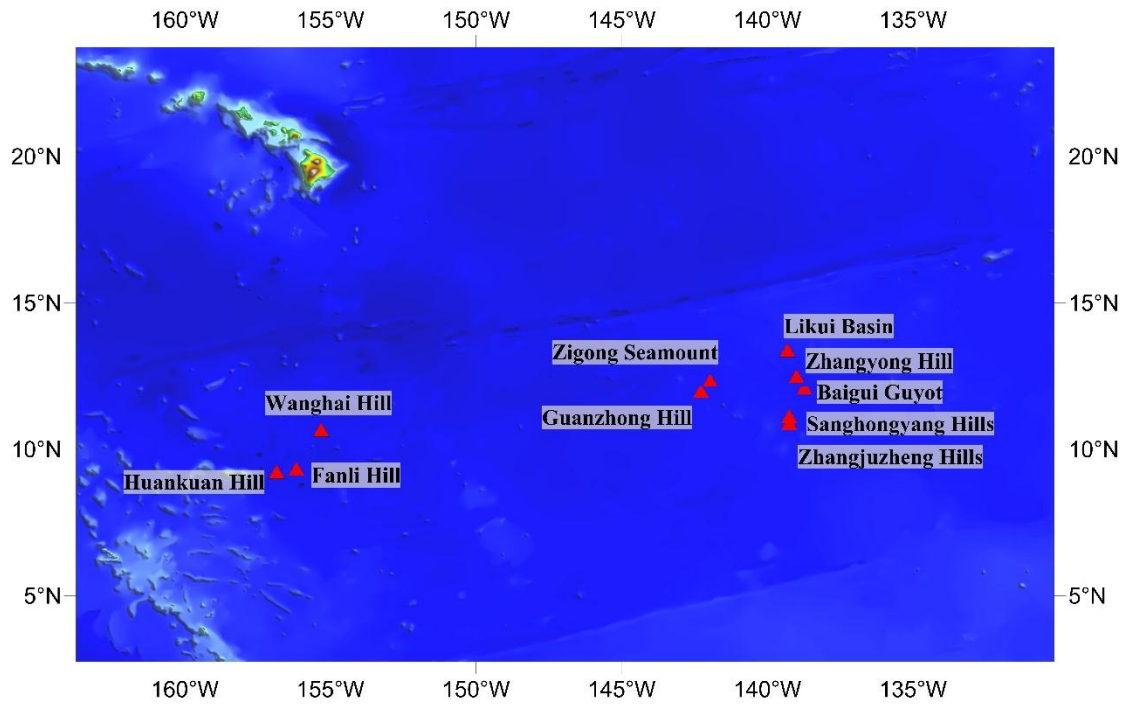 160°W 155°W 150°W 145°W 140°W 135°W
20°N 20°N
15°N 15°N
Likui Basin
Zigong Seamount Zhangyong Hill
Baigui Guyot
Wanghai Hill Guanzhong Hill Sanghongyang Hills
10°N 10°N
Zhangjuzheng Hills
Huankuan Hill Fanli Hill
5°N 5°N
160°W 155°W 150°W 145°W 140°W 135°W